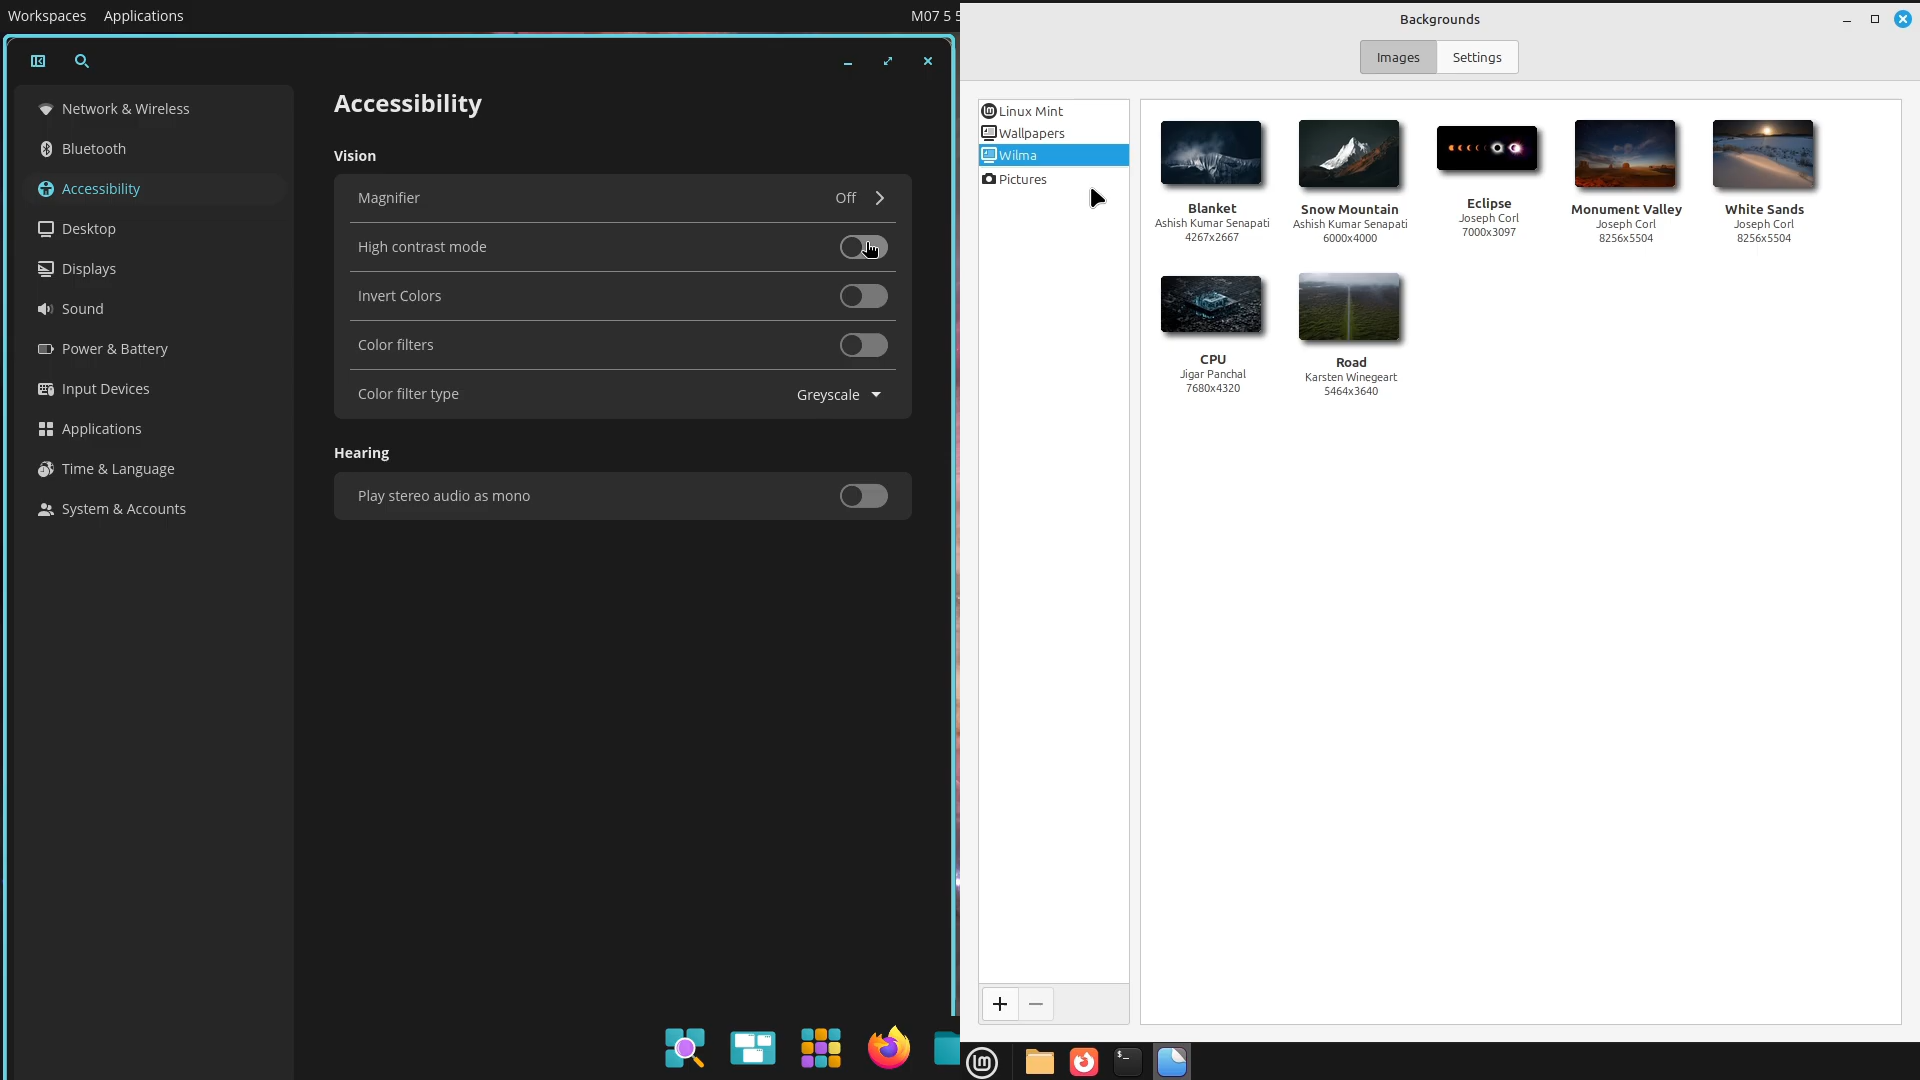 Workspaces Applications M07 5 5
Network & Wireless
Bluetooth
Accessibility
Desktop
Displays
Sound
Power & Battery
Input Devices
Applications
Time & Language
System & Accounts
Accessibility
Vision
Magnifier Off
High contrast mode
Invert Colors
Color filters
Color filter type Greyscale
Hearing
Play stereo audio as mono
Backgrounds
Images Settings
Linux Mint
Wallpapers
Wilma
Pictures
Blanket
Ashish Kumar Senapati
4267x2667
Snow Mountain
Ashish Kumar Senapati
6000x4000
Eclipse
Joseph Corl
7000x3097
Monument Valley
Joseph Corl
8256x5504
White Sands
Joseph Corl
8256x5504
CPU
Jigar Panchal
7680x4320
Road
Karsten Winegeart
5464x3640